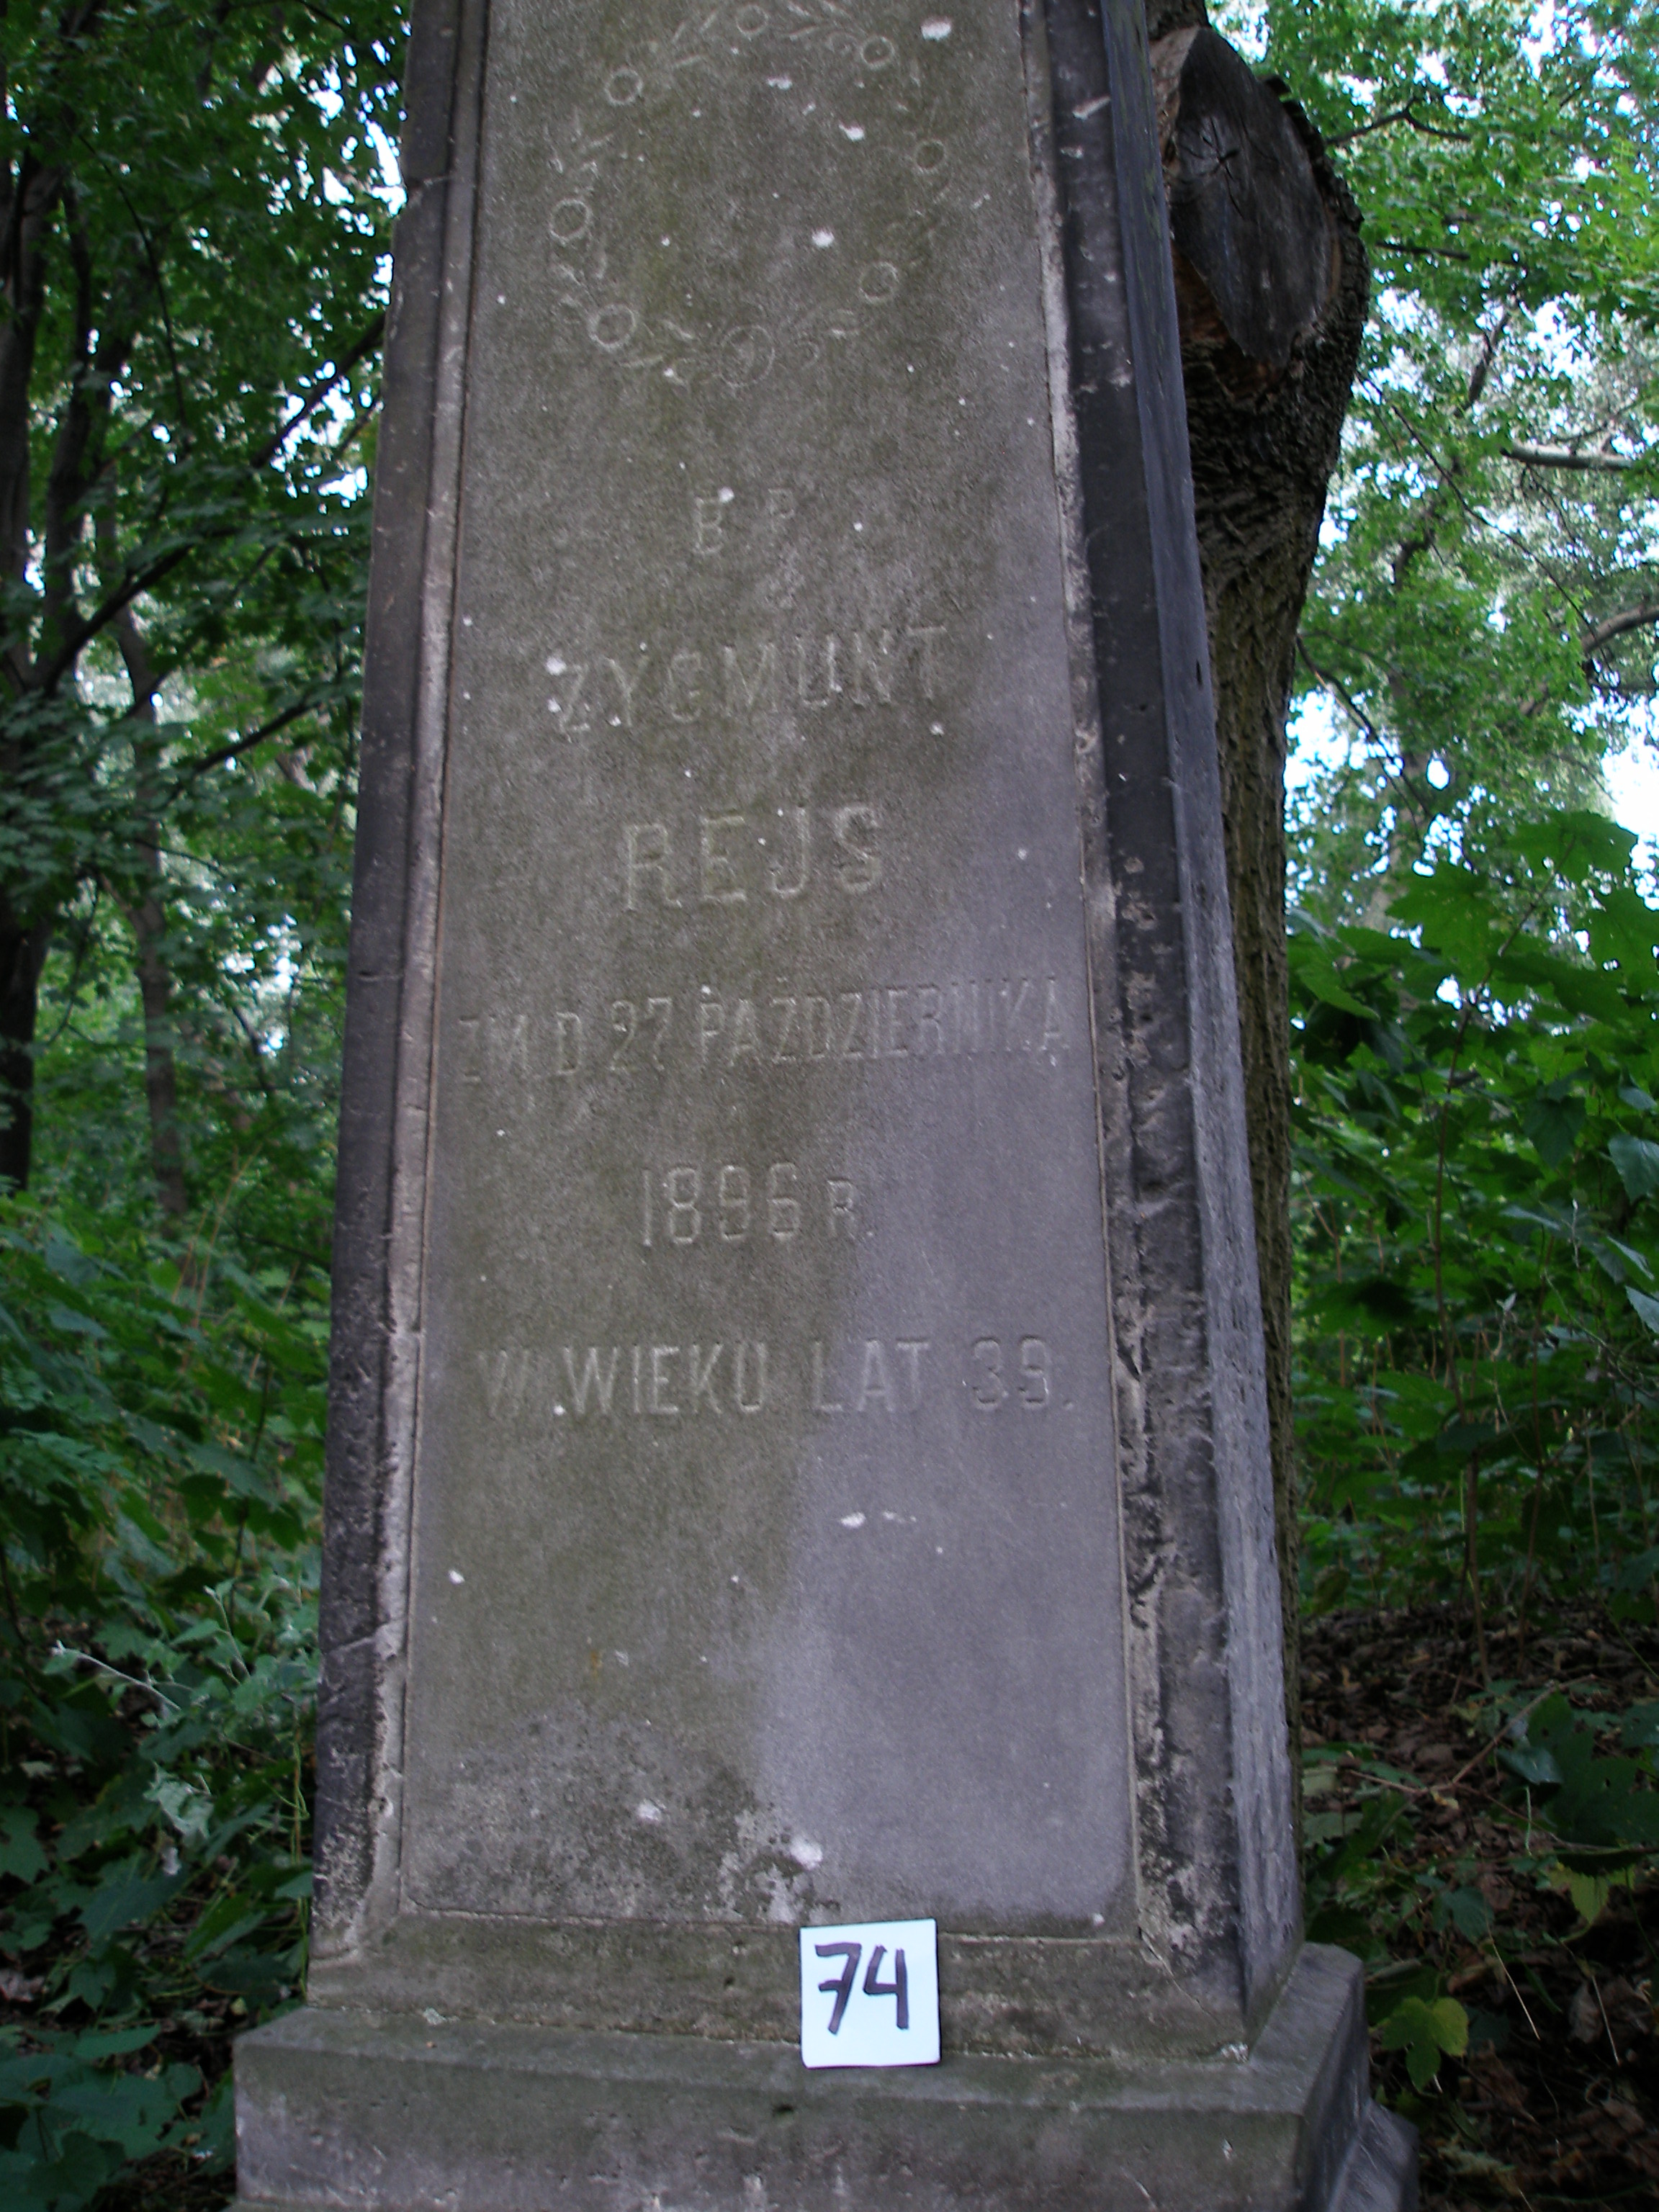 B. P.
ZYGMUNT
REJS
ZM. D. 27 PAŹDZIERNIKA
1896 R.
W WIEKU LAT 39.
74